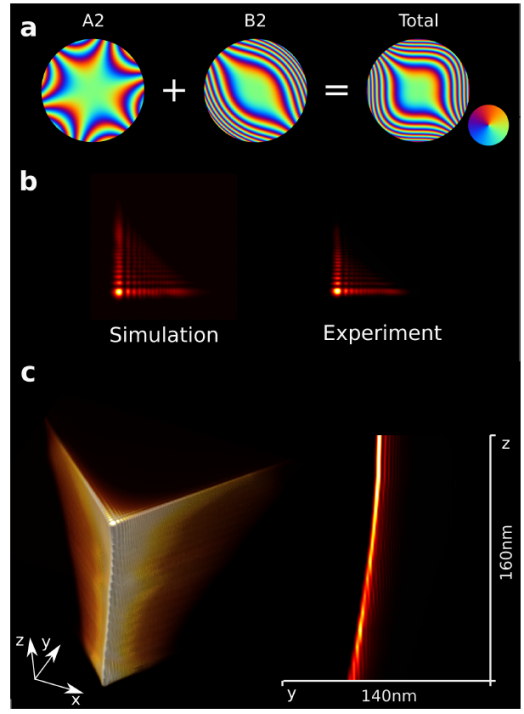 a
A2
B2
Total
+
=
b
Simulation
Experiment
c
z
y
x
z
160nm
y
140nm